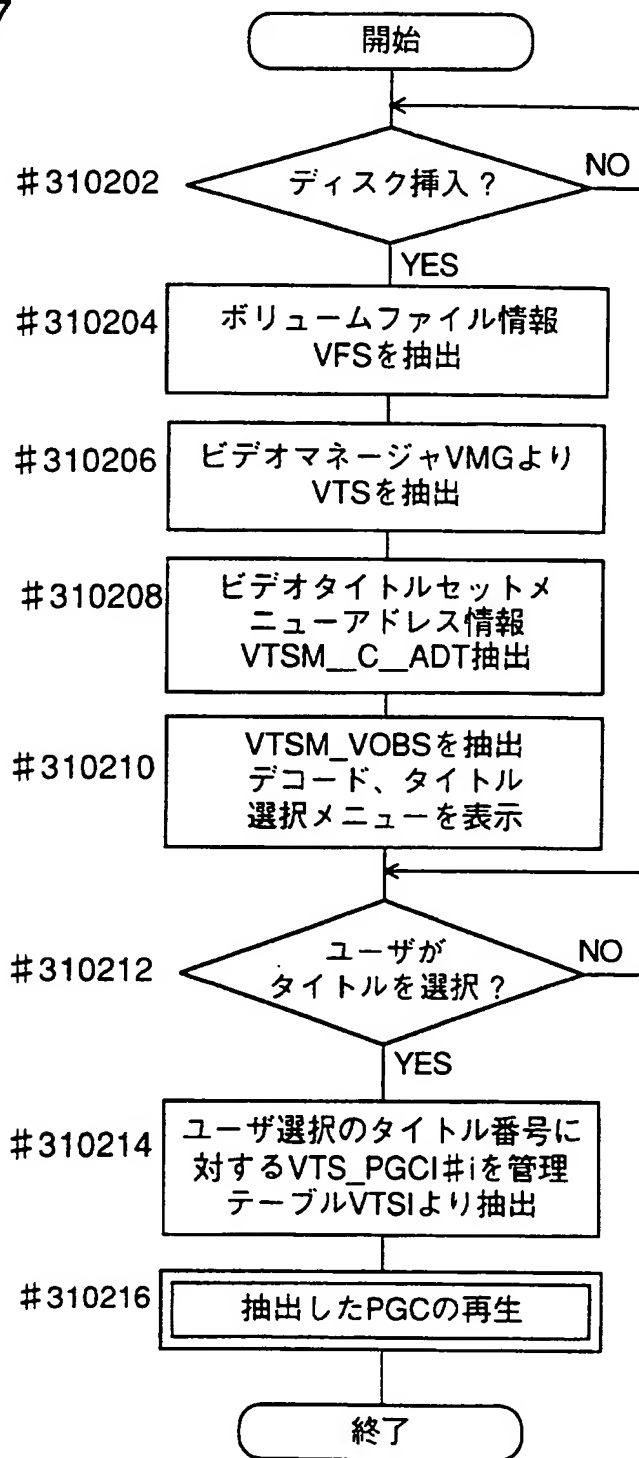 7
開始
#310202
ディスク挿入？
NO
YES
#310204
ボリュームファイル情報
VFSを抽出
#310206
ビデオマネージャVMGより
VTSを抽出
#310208
ビデオタイトルセットメ
ニューアドレス情報
VTSM__C__ADT抽出
#310210
VTSM_VOBSを抽出
デコード、タイトル
選択メニューを表示
#310212
ユーザが
タイトルを選択？
NO
YES
#310214
ユーザ選択のタイトル番号に
対するVTS_PGCI#iを管理
テーブルVTSIより抽出
#310216
抽出したPGCの再生
終了